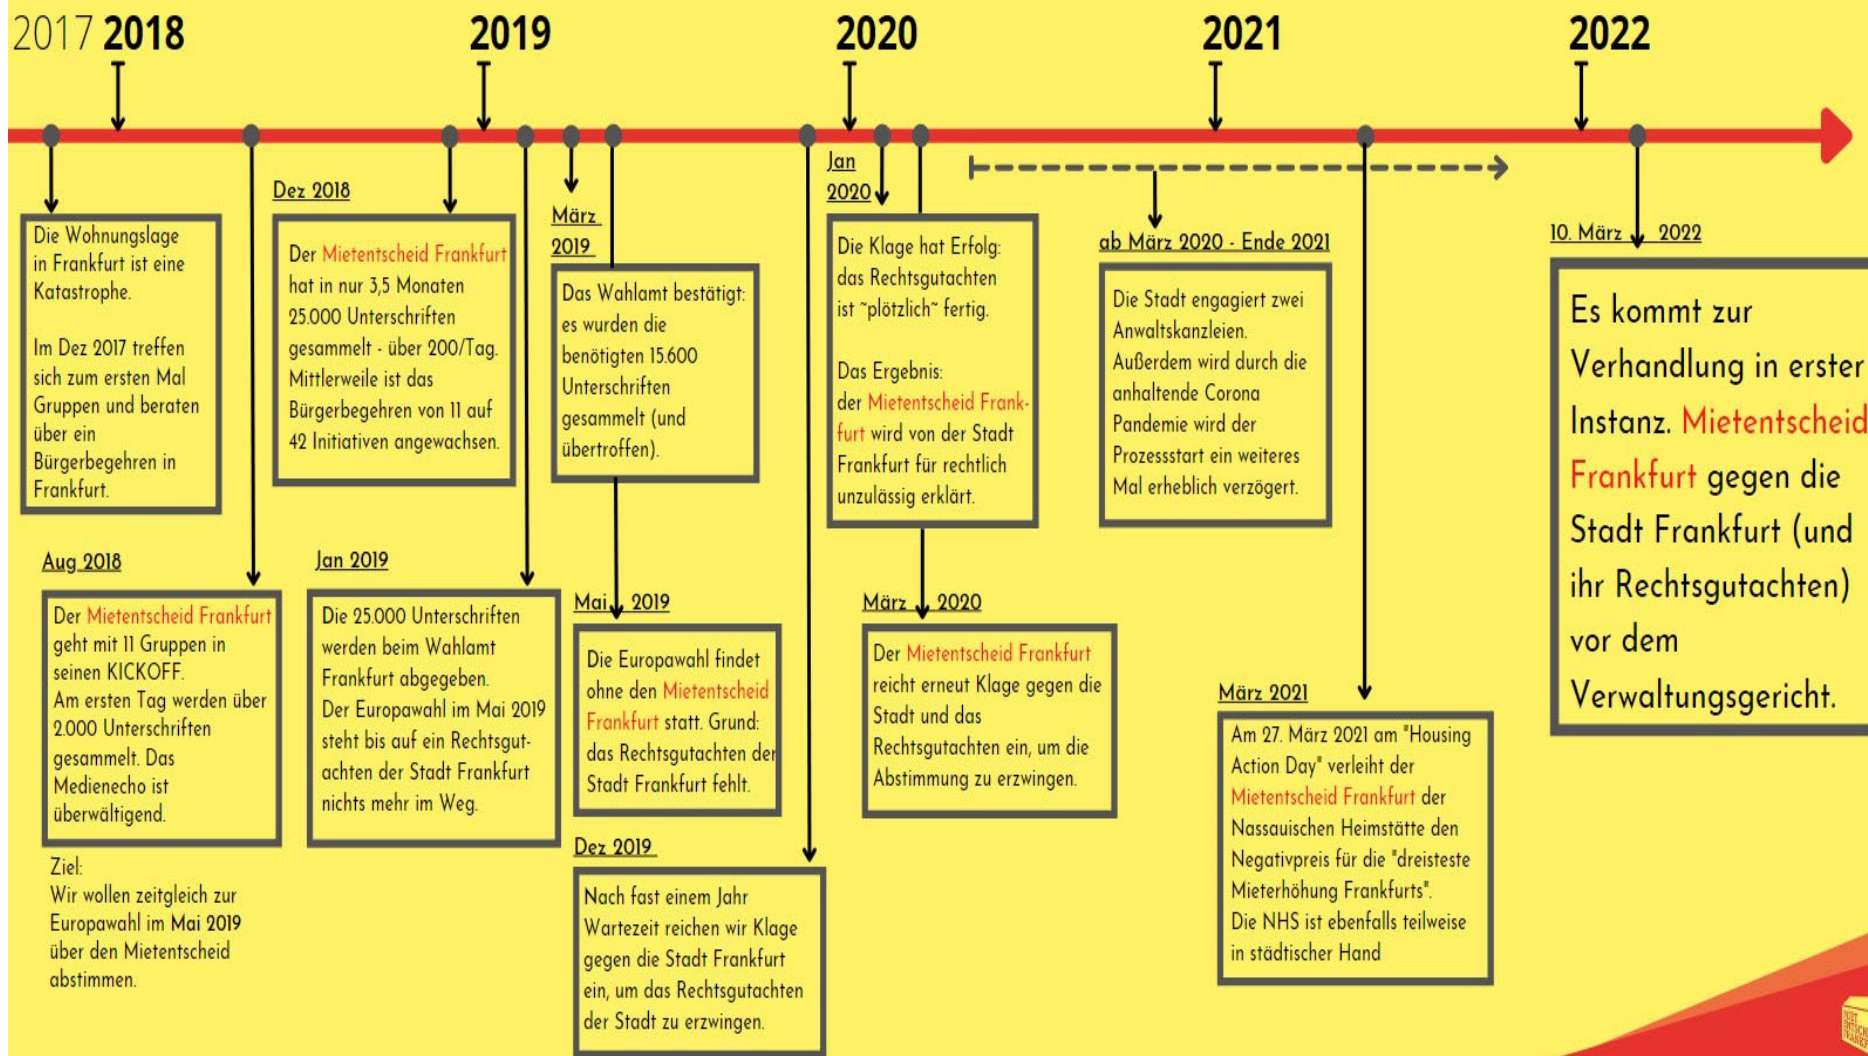 2017 2018
2019
2020
2021
2022
Die Wohnungslage
in Frankfurt ist eine
Katastrophe.
Im Dez 2017 treffen
sich zum ersten Mal
Gruppen und beraten
über ein
Bürgerbegehren in
Frankfurt.
Aug 2018
Der Mietentscheid Frankfurt
geht mit 11 Gruppen in
seinen KICKOFF.
Am ersten Tag werden über
2.000 Unterschriften
gesammelt. Das
Medienecho ist
überwältigend.
Ziel:
Wir wollen zeitgleich zur
Europawahl im Mai 2019
über den Mietentscheid
abstimmen.
Dez 2018
Der Mietentscheid Frankfurt
hat in nur 3,5 Monaten
25.000 Unterschriften
gesammelt - über 200/Tag.
Mittlerweile ist das
Bürgerbegehren von 11 auf
42 Initiativen angewachsen.
Jan 2019
Die 25.000 Unterschriften
werden beim Wahlamt
Frankfurt abgegeben.
Der Europawahl im Mai 2019
steht bis auf ein Rechtsgut-
achten der Stadt Frankfurt
nichts mehr im Weg.
März
2019
Das Wahlamt bestätigt:
es wurden die
benötigten 15.600
Unterschriften
gesammelt (und
übertroffen).
Mai 2019
Die Europawahl findet
ohne den Mietentscheid
Frankfurt statt. Grund:
das Rechtsgutachten der
Stadt Frankfurt fehlt.
Dez 2019
Nach fast einem Jahr
Wartezeit reichen wir Klage
gegen die Stadt Frankfurt
ein, um das Rechtsgutachten
der Stadt zu erzwingen.
Jan
2020
Die Klage hat Erfolg:
das Rechtsgutachten
ist ~plötzlich~ fertig.
Das Ergebnis:
der Mietentscheid Frank-
furt wird von der Stadt
Frankfurt für rechtlich
unzulässig erklärt.
März 2020
Der Mietentscheid Frankfurt
reicht erneut Klage gegen die
Stadt und das
Rechtsgutachten ein, um die
Abstimmung zu erzwingen.
ab März 2020 - Ende 2021
Die Stadt engagiert zwei
Anwaltskanzleien.
Außerdem wird durch die
anhaltende Corona
Pandemie wird der
Prozessstart ein weiteres
Mal erheblich verzögert.
März 2021
Am 27. März 2021 am "Housing
Action Day" verleiht der
Mietentscheid Frankfurt der
Nassauischen Heimstätte den
Negativpreis für die "dreisteste
Mieterhöhung Frankfurts".
Die NHS ist ebenfalls teilweise
in städtischer Hand
10. März 2022
Es kommt zur
Verhandlung in erster
Instanz. Mietentscheid
Frankfurt gegen die
Stadt Frankfurt (und
ihr Rechtsgutachten)
vor dem
Verwaltungsgericht.